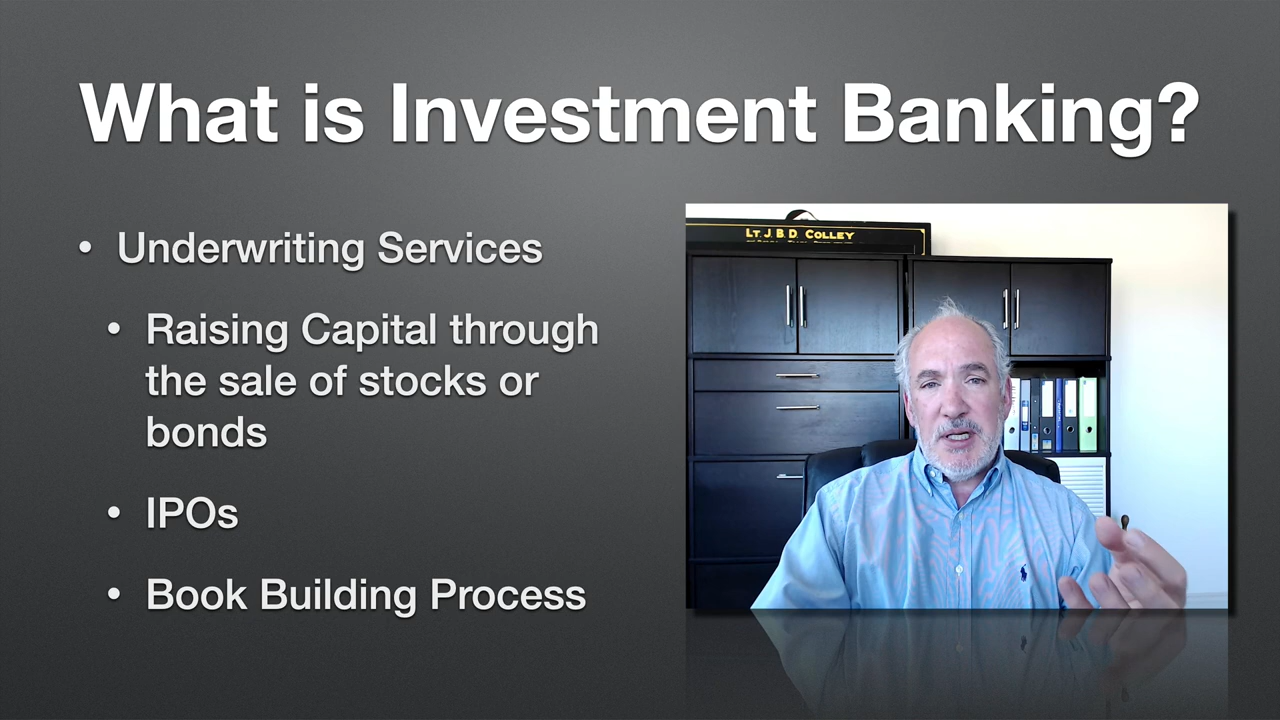 What is Investment Banking?
• Underwriting Services
• Raising Capital through
the sale of stocks or
bonds
• IPOs
• Book Building Process
LT. J. B. D. COLLEY